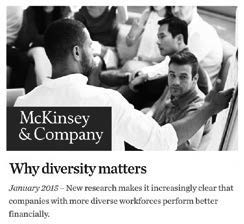 McKinsey
& Company
Why diversity matters
January 2015 – New research makes it increasingly clear that
companies with more diverse workforces perform better
financially.